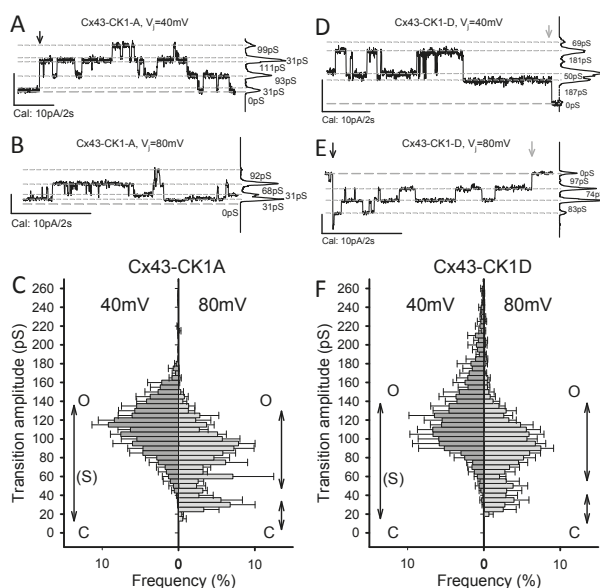 A
Cx43-CK1-A, Vj=40mV
99pS
31pS
111pS
93pS
31pS
0pS
Cal: 10pA/2s
B
Cx43-CK1-A, Vj=80mV
92pS
68pS
31pS
0pS
31pS
Cal: 10pA/2s
D
Cx43-CK1-D, Vj=40mV
69pS
181pS
50pS
187pS
0pS
Cal: 10pA/2s
E
Cx43-CK1-D, Vj=80mV
0pS
97pS
74pS
83pS
Cal: 10pA/2s
C
Cx43-CK1A
40mV
80mV
Transition amplitude (pS)
260
240
220
200
180
160
140
120
100
80
60
40
20
0
O
(S)
C
O
C
10
0
10
Frequency (%)
F
Cx43-CK1D
40mV
80mV
Transition amplitude (pS)
260
240
220
200
180
160
140
120
100
80
60
40
20
0
O
(S)
C
O
C
10
0
10
Frequency (%)